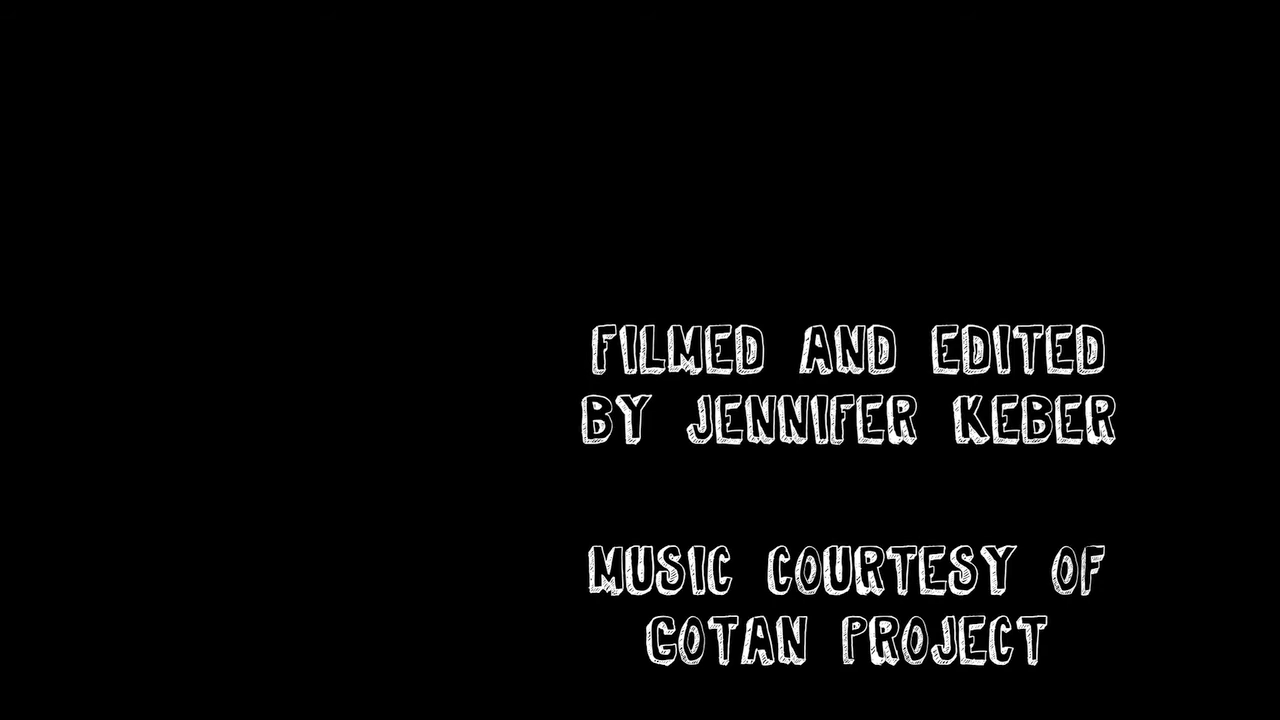 FILMED AND EDITED
BY JENNIFER KEBER
MUSIC COURTESY OF
GOTAN PROJECT